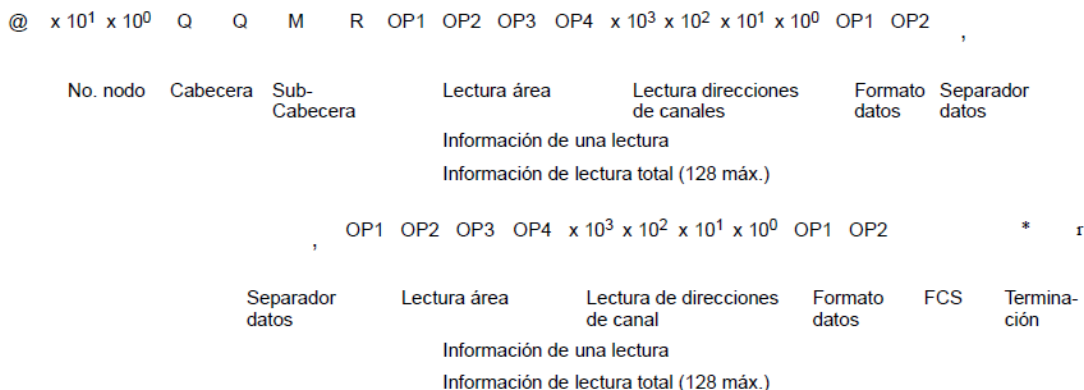 @ x 10¹ x 10⁰ Q Q M R OP1 OP2 OP3 OP4 x 10³ x 10² x 10¹ x 10⁰ OP1 OP2 ,
No. nodo Cabecera Sub- Lectura área Lectura direcciones Formato Separador
Cabecera de canales datos datos
Información de una lectura
Información de lectura total (128 máx.)
, OP1 OP2 OP3 OP4 x 10³ x 10² x 10¹ x 10⁰ OP1 OP2 * r
Separador Lectura área Lectura de direcciones Formato FCS Termina-
datos de canal datos ción
Información de una lectura
Información de lectura total (128 máx.)